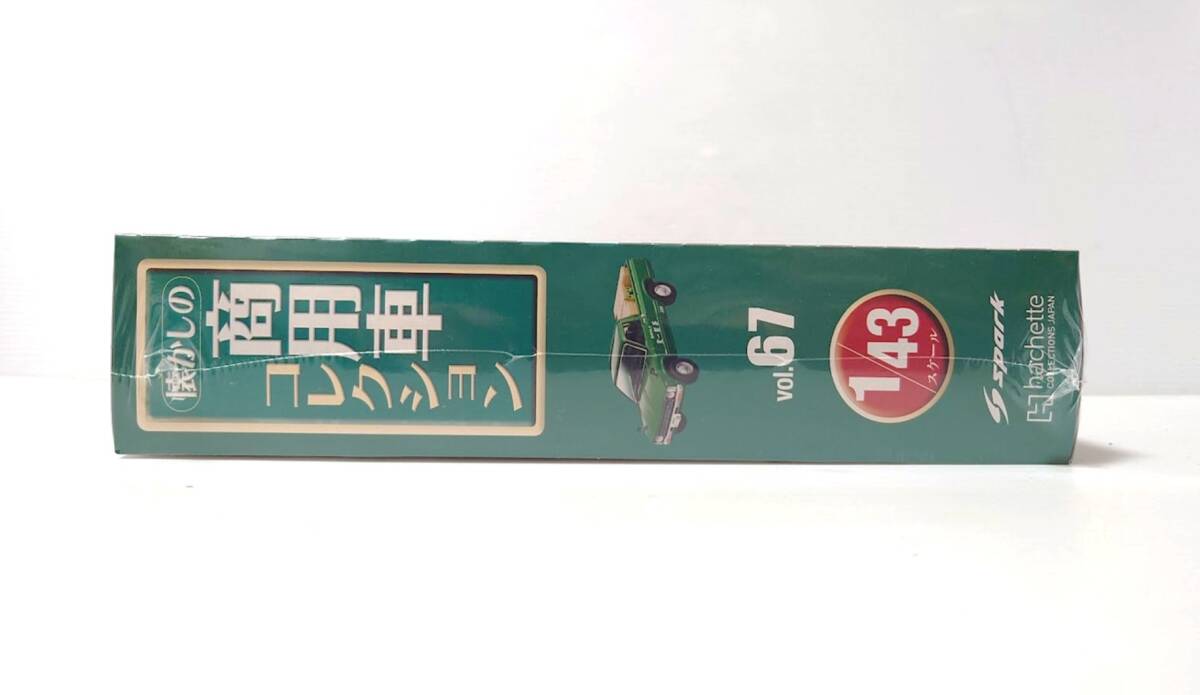 懐かしの
商用車
コレクション
vol.67
1/43
スケール
spark
hachette
COLLECTIONS JAPAN